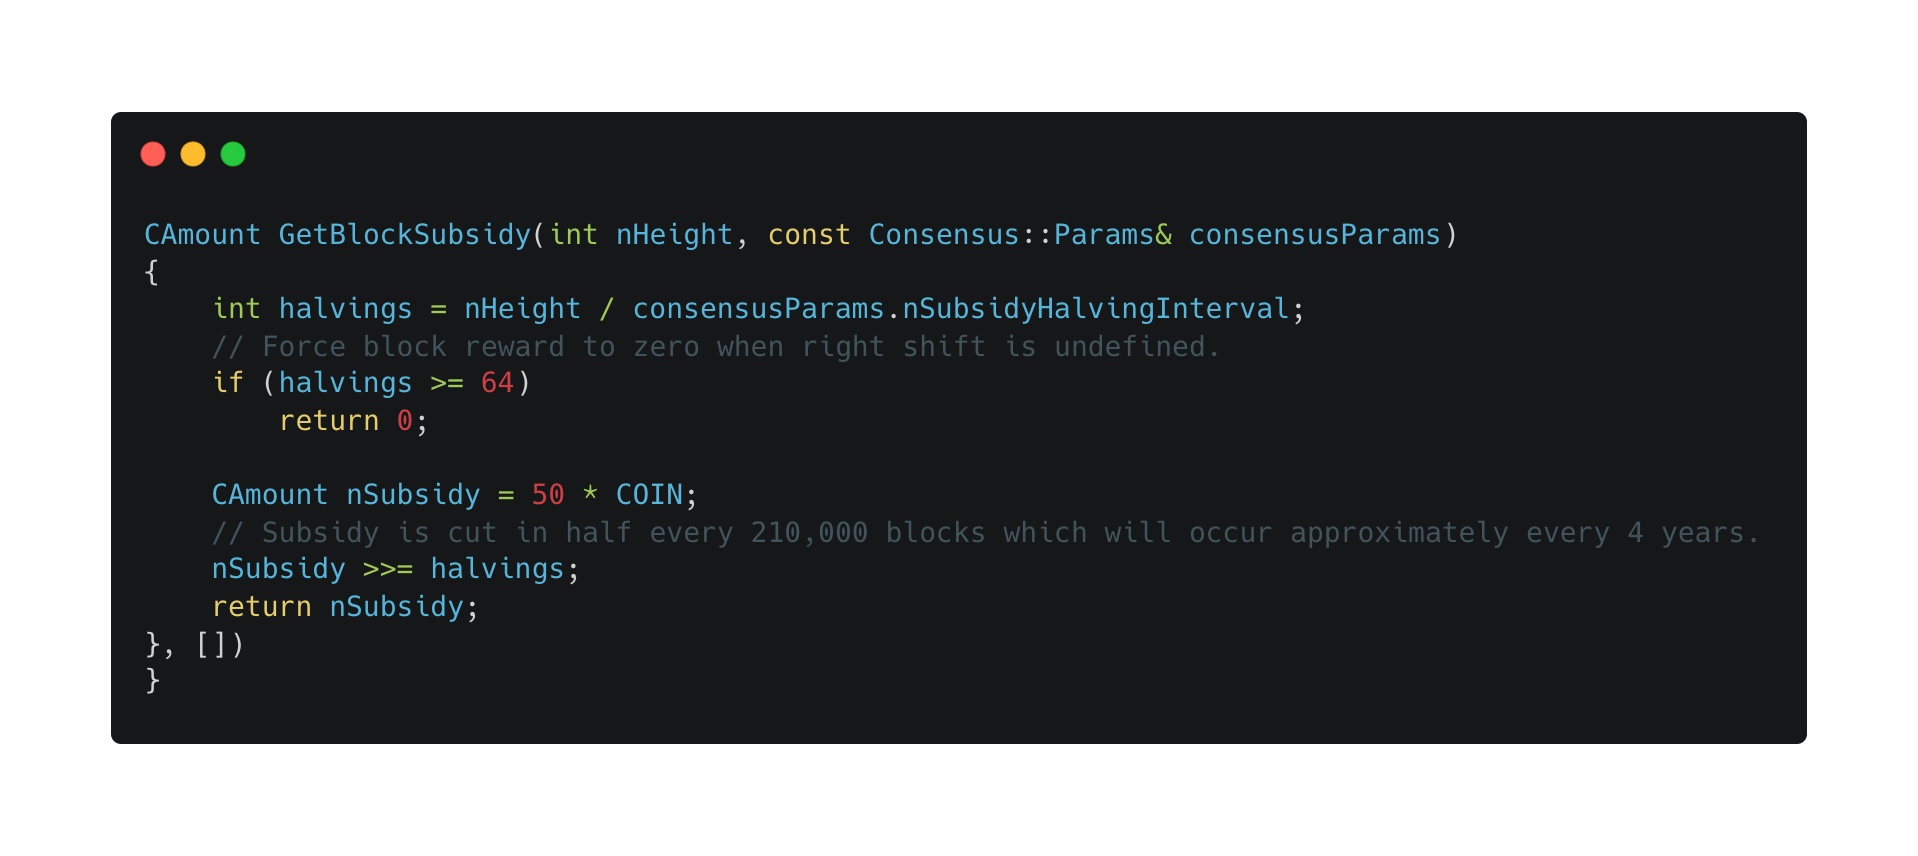 CAmount GetBlockSubsidy(int nHeight, const Consensus::Params& consensusParams)
{
    int halvings = nHeight / consensusParams.nSubsidyHalvingInterval;
    // Force block reward to zero when right shift is undefined.
    if (halvings >= 64)
        return 0;

    CAmount nSubsidy = 50 * COIN;
    // Subsidy is cut in half every 210,000 blocks which will occur approximately every 4 years.
    nSubsidy >>= halvings;
    return nSubsidy;
}, [])
}